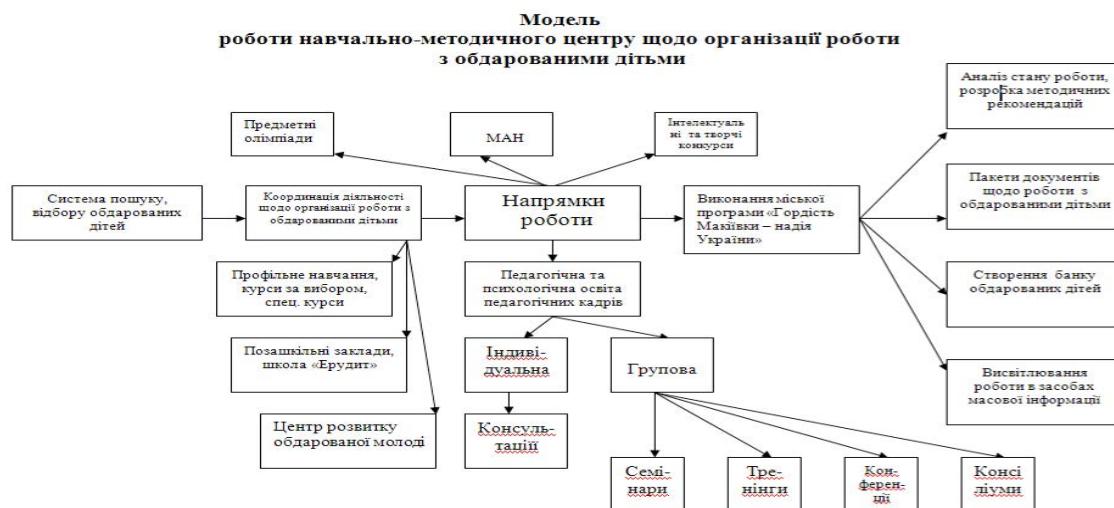 Модель
роботи навчально-методичного центру щодо організації роботи
з обдарованими дітьми
Аналіз стану роботи,
розробка методичних
рекомендацій
Предметні
олімпіади
МАН
Інтелектуаль
ні та творчі
конкурси
Система пошуку,
відбору обдарованих
дітей
Координація діяльності
щодо організації роботи з
обдарованими дітьми
Напрямки
роботи
Виконання міської
програми «Гордість
Макіївки – надія
України»
Пакети документів
щодо роботи з
обдарованими дітьми
Профільне навчання,
курси за вибором,
спец. курси
Педагогічна та
психологічна освіта
педагогічних кадрів
Створення банку
обдарованих дітей
Позашкільні заклади,
школа «Ерудит»
Індиві-
дуальна
Групова
Висвітлювання
роботи в засобах
масової інформації
Центр розвитку
обдарованої молоді
Консуль-
тації
Семі-
нари
Тре-
нінги
Кон-
ферен-
ції
Консі
ліуми